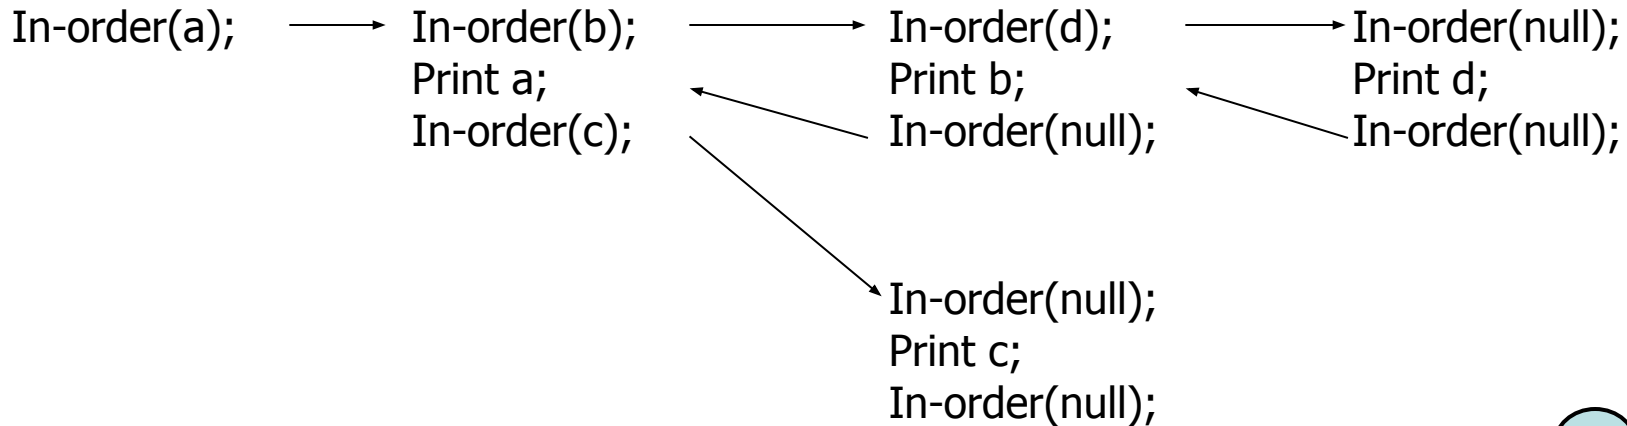 In-order(a);
In-order(b);
Print a;
In-order(c);
In-order(d);
Print b;
In-order(null);
In-order(null);
Print d;
In-order(null);
In-order(null);
Print c;
In-order(null);